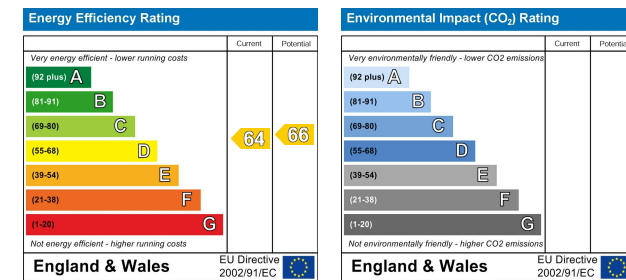 Energy Efficiency Rating
Current Potential
Very energy efficient - lower running costs
(92 plus) A
(81-91) B
(69-80) C
(55-68) D
(39-54) E
(21-38) F
(1-20) G
64 66
Not energy efficient - higher running costs
England & Wales
EU Directive
2002/91/EC
Environmental Impact (CO2) Rating
Current Potential
Very environmentally friendly - lower CO2 emissions
(92 plus) A
(81-91) B
(69-80) C
(55-68) D
(39-54) E
(21-38) F
(1-20) G
Not environmentally friendly - higher CO2 emissions
England & Wales
EU Directive
2002/91/EC